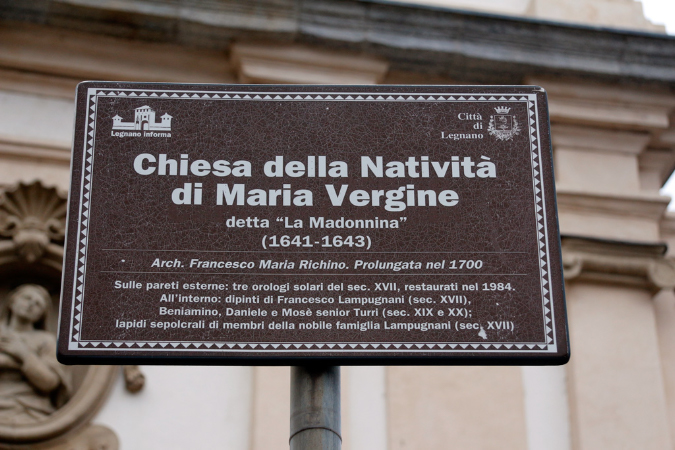 Legnano Informa
Città
di
Legnano
Chiesa della Natività
di Maria Vergine
detta "La Madonnina"
(1641-1643)
Arch. Francesco Maria Richino. Prolungata nel 1700
Sulle pareti esterne: tre orologi solari del sec. XVII, restaurati nel 1984.
All'interno: dipinti di Francesco Lampugnani (sec. XVII),
Beniamino, Daniele e Mosè senior Turri (sec. XIX e XX);
lapidi sepolcrali di membri della nobile famiglia Lampugnani (sec. XVII)